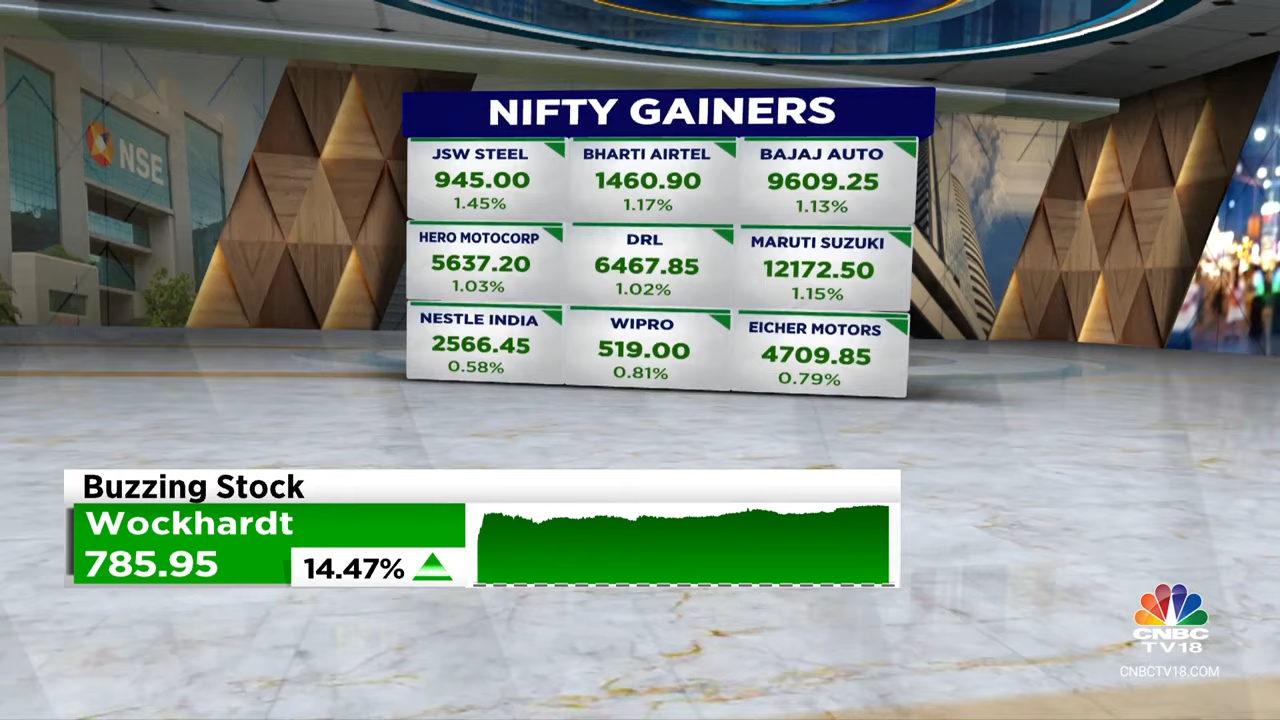 NSE
NIFTY GAINERS
JSW STEEL
945.00
1.45%
BHARTI AIRTEL
1460.90
1.17%
BAJAJ AUTO
9609.25
1.13%
HERO MOTOCORP
5637.20
1.03%
DRL
6467.85
1.02%
MARUTI SUZUKI
12172.50
1.15%
NESTLE INDIA
2566.45
0.58%
WIPRO
519.00
0.81%
EICHER MOTORS
4709.85
0.79%
Buzzing Stock
Wockhardt
785.95
14.47%
CNBC
TV18
CNBCTV18.COM